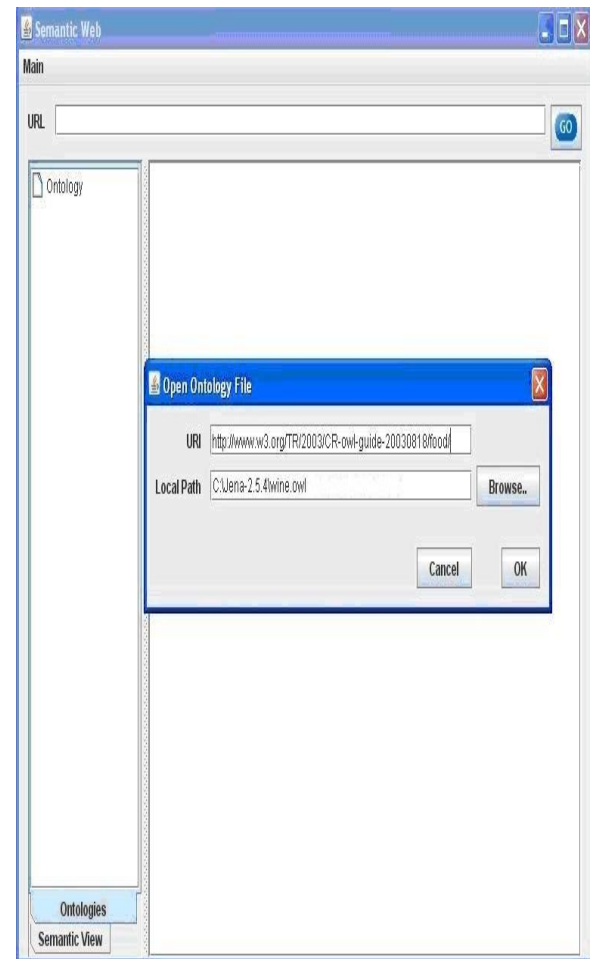 Semantic Web
Main
URL
GO
Ontology
Open Ontology File
URI http://www.w3.org/TR/2003/CR-owl-guide-20030818/food/
Local Path C:\Jena-2.5.4\wine.owl Browse..
Cancel OK
Ontologies
Semantic View